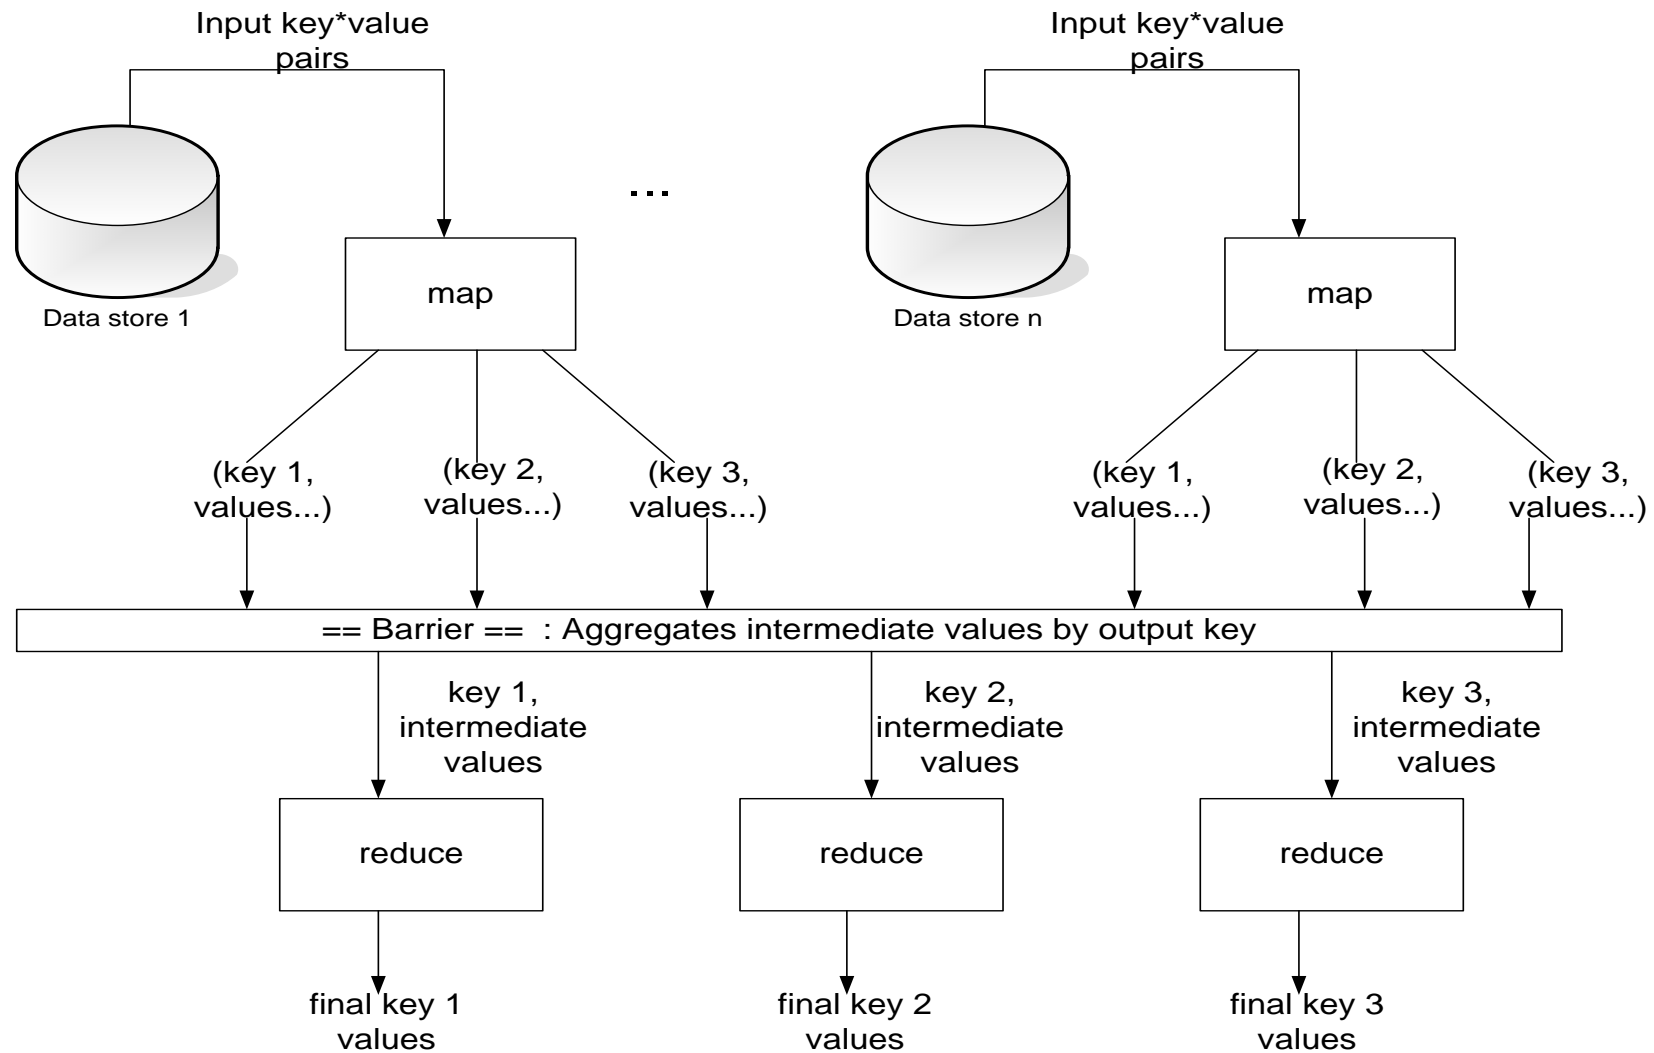 Input key*value
pairs
Input key*value
pairs
...
map
map
Data store 1
Data store n
(key 1,
values...)
(key 2,
values...)
(key 3,
values...)
(key 1,
values...)
(key 2,
values...)
(key 3,
values...)
== Barrier == : Aggregates intermediate values by output key
key 1,
intermediate
values
key 2,
intermediate
values
key 3,
intermediate
values
reduce
reduce
reduce
final key 1
values
final key 2
values
final key 3
values